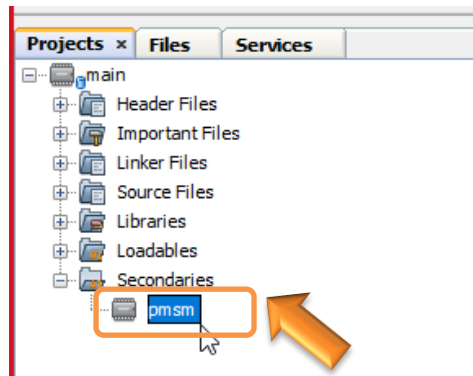 Projects × Files Services
main
Header Files
Important Files
Linker Files
Source Files
Libraries
Loadables
Secondaries
pmsm